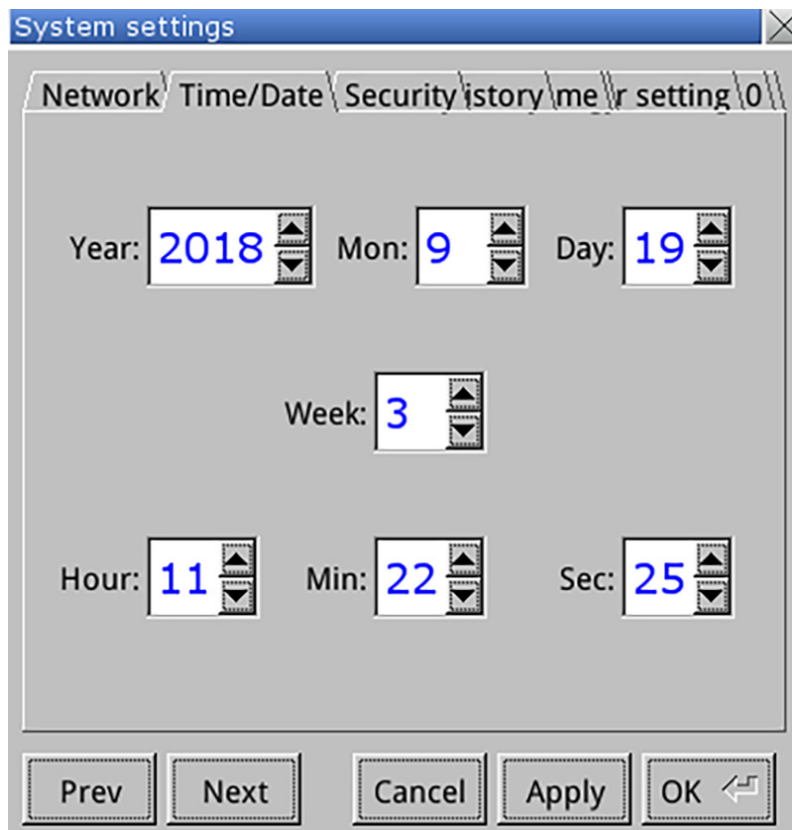 System settings
Network Time/Date Security istory me r setting 0
Year: 2018 Mon: 9 Day: 19
Week: 3
Hour: 11 Min: 22 Sec: 25
Prev Next Cancel Apply OK